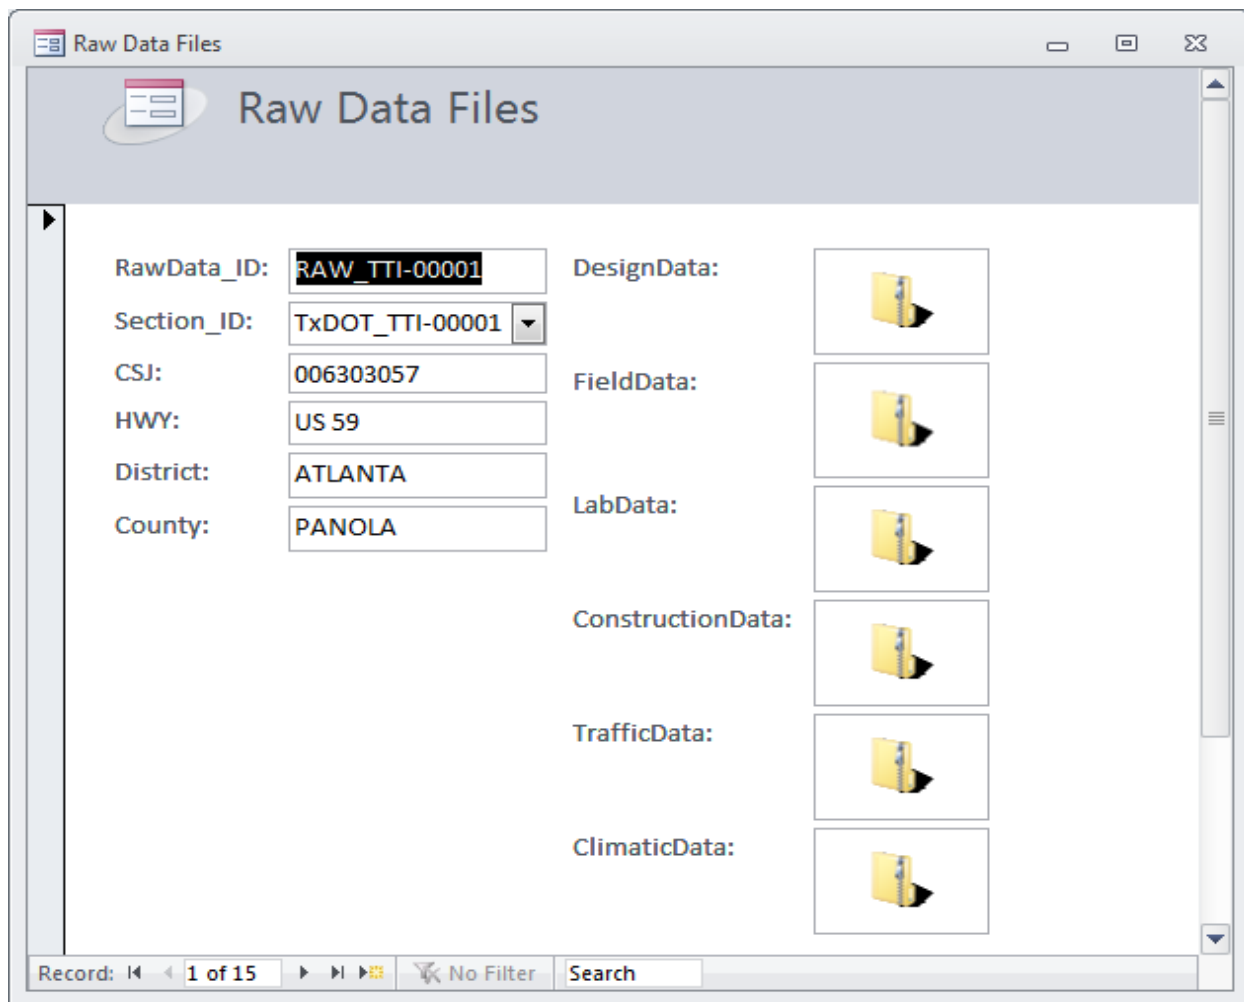 Raw Data Files
Raw Data Files
RawData_ID: RAW_TTI-00001
Section_ID: TxDOT_TTI-00001
CSJ: 006303057
HWY: US 59
District: ATLANTA
County: PANOLA
DesignData:
FieldData:
LabData:
ConstructionData:
TrafficData:
ClimaticData:
Record: 1 of 15 No Filter Search